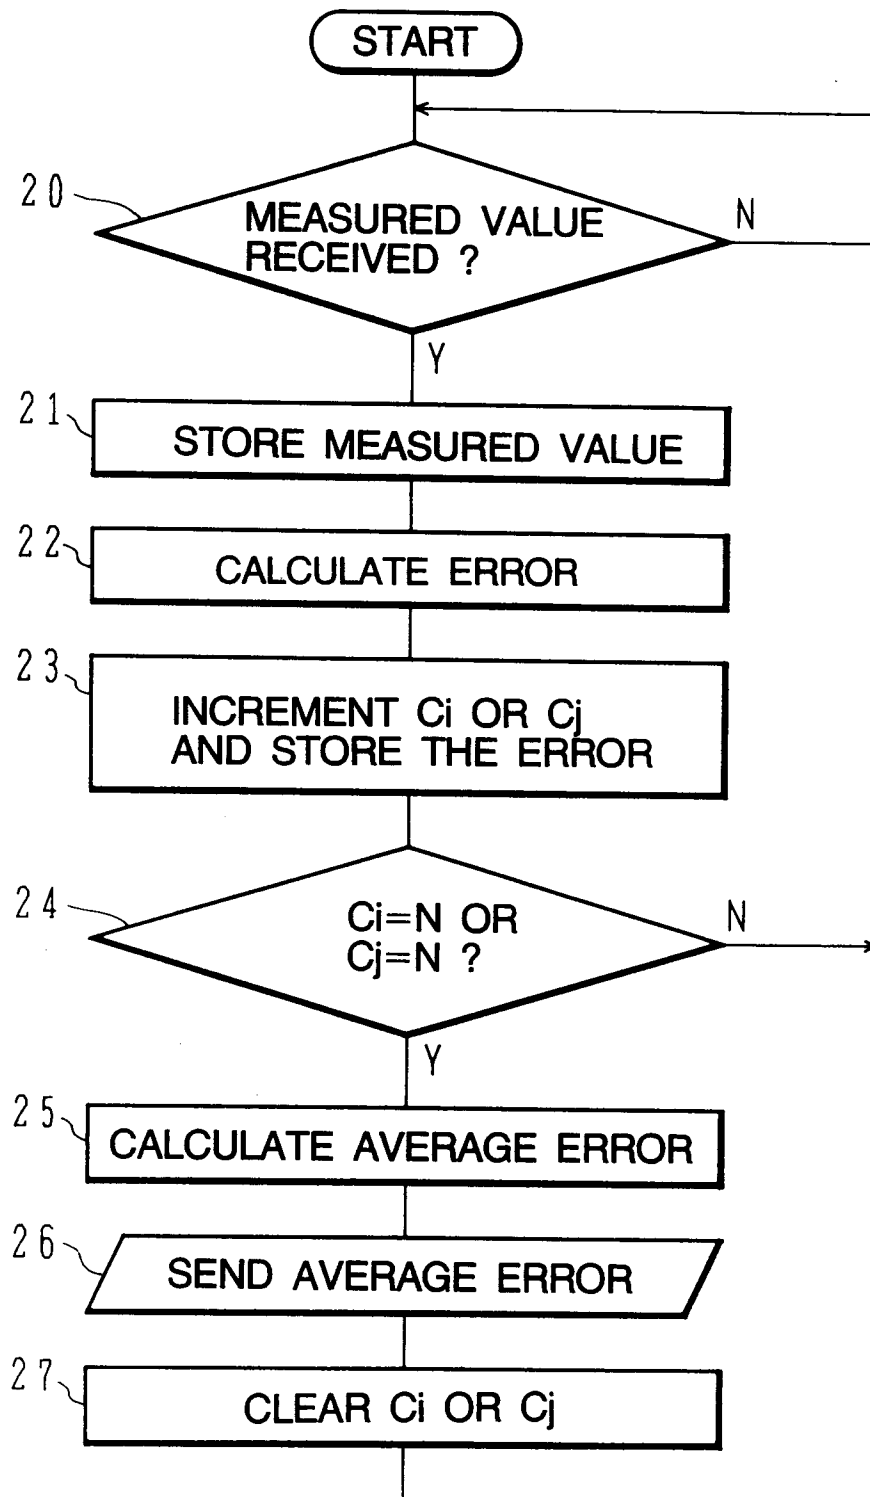 START
20
MEASURED VALUE
RECEIVED ?
N
Y
21
STORE MEASURED VALUE
22
CALCULATE ERROR
23
INCREMENT Ci OR Cj
AND STORE THE ERROR
24
Ci=N OR
Cj=N ?
N
Y
25
CALCULATE AVERAGE ERROR
26
SEND AVERAGE ERROR
27
CLEAR Ci OR Cj